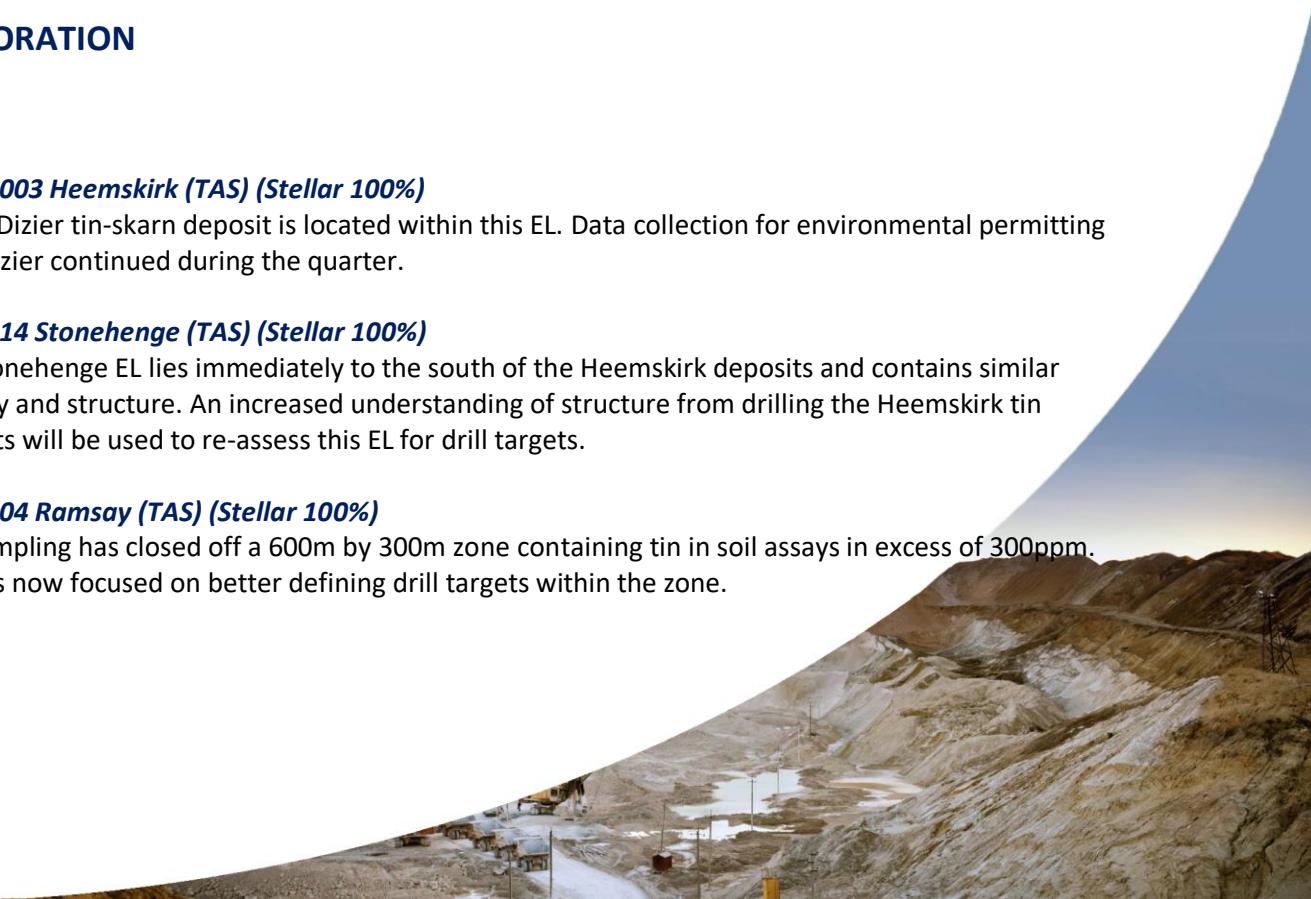 ORATION
003 Heemskirk (TAS) (Stellar 100%)
Dizier tin-skarn deposit is located within this EL. Data collection for environmental permitting
zier continued during the quarter.
14 Stonehenge (TAS) (Stellar 100%)
onehenge EL lies immediately to the south of the Heemskirk deposits and contains similar
y and structure. An increased understanding of structure from drilling the Heemskirk tin
ts will be used to re-assess this EL for drill targets.
04 Ramsay (TAS) (Stellar 100%)
mpling has closed off a 600m by 300m zone containing tin in soil assays in excess of 300ppm.
s now focused on better defining drill targets within the zone.